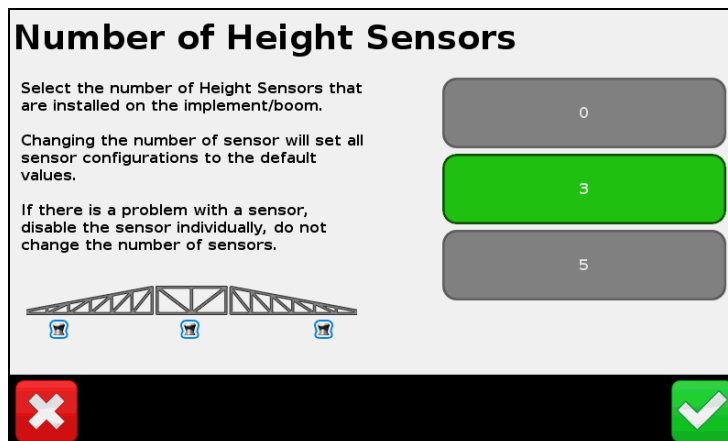 Number of Height Sensors
Select the number of Height Sensors that
are installed on the implement/boom.
Changing the number of sensor will set all
sensor configurations to the default
values.
If there is a problem with a sensor,
disable the sensor individually, do not
change the number of sensors.
0
3
5